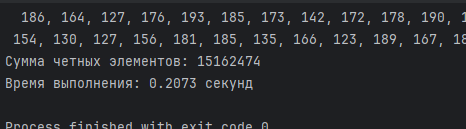 186, 164, 127, 176, 193, 185, 173, 142, 172, 178, 190,
154, 130, 127, 156, 181, 185, 135, 166, 123, 189, 167,
Сумма четных элементов: 15162474
Время выполнения: 0.2073 секунд
Process finished with exit code 0